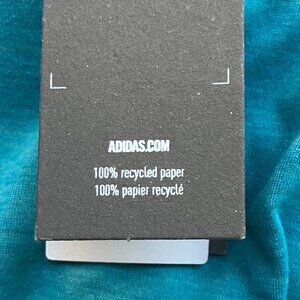 ADIDAS.COM
100% recycled paper
100% papier recyclé